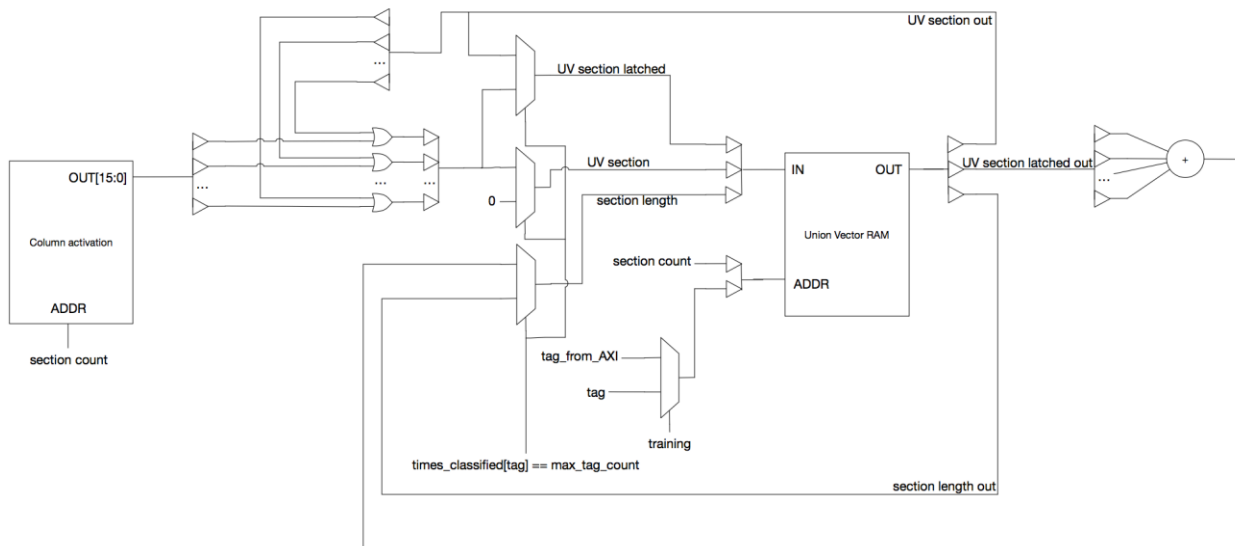 UV section out
...
UV section latched
OUT[15:0]
...
...
...
UV section
0
section length
IN
OUT
UV section latched out
...
+
Column activation
Union Vector RAM
section count
ADDR
ADDR
section count
tag_from_AXI
tag
training
times_classified[tag] == max_tag_count
section length out